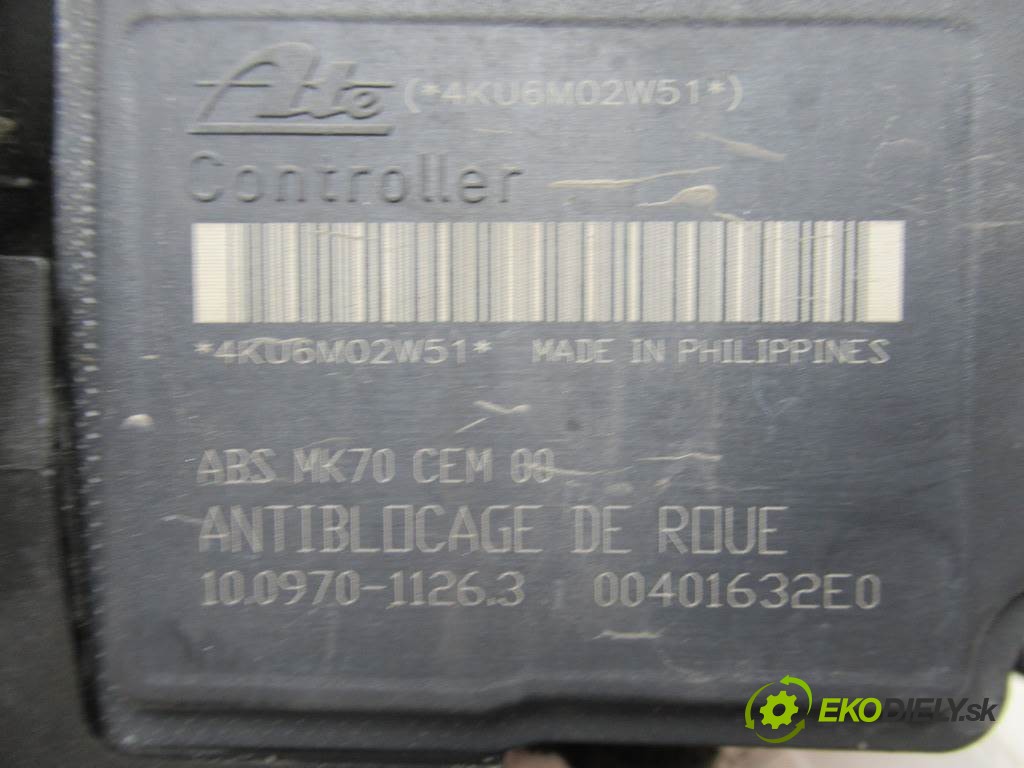 Ate (*4KU6M02W51*)
Controller
*4KU6M02W51* MADE IN PHILIPPINES
ABS MK70 CEM 00
ANTIBLOCAGE DE ROUE
10.0970-1126.3 00401632E0
EKODIELY.sk